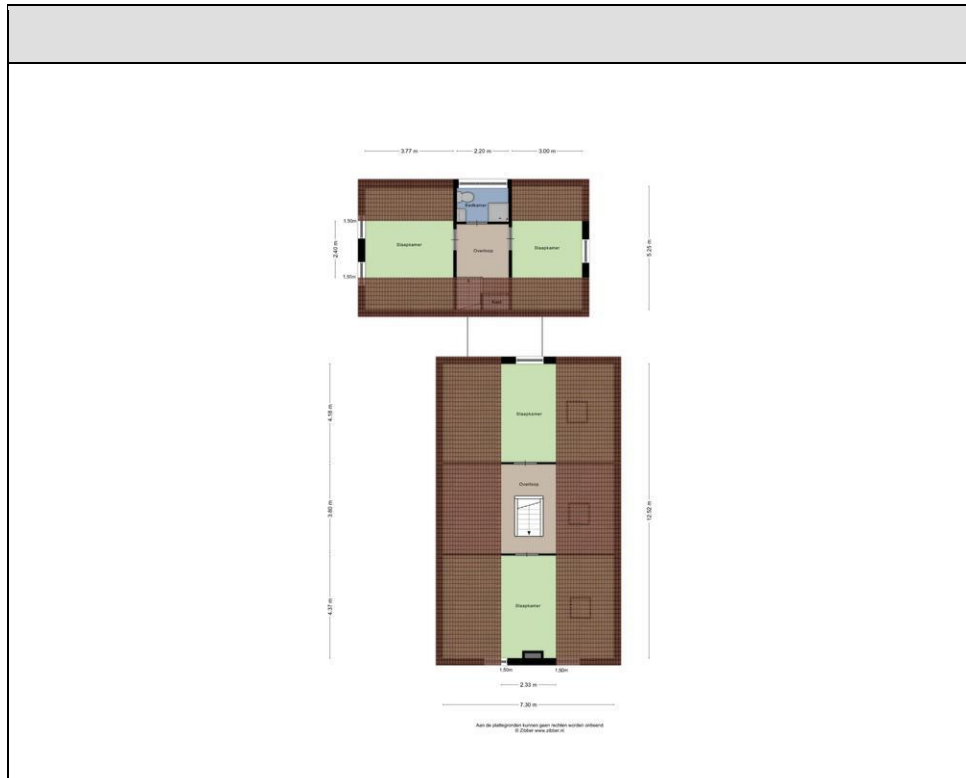 3.77 m 2.20 m 3.00 m
Badkamer
1.50m
Slaapkamer Overloop Slaapkamer
2.40 m
5.25 m
1.50m
Kast
Slaapkamer
4.18 m
Overloop
3.60 m
12.52 m
Slaapkamer
4.37 m
1.50m 1.50m
2.33 m
7.30 m
Aan de plattegronden kunnen geen rechten worden ontleend
© Zibber www.zibber.nl